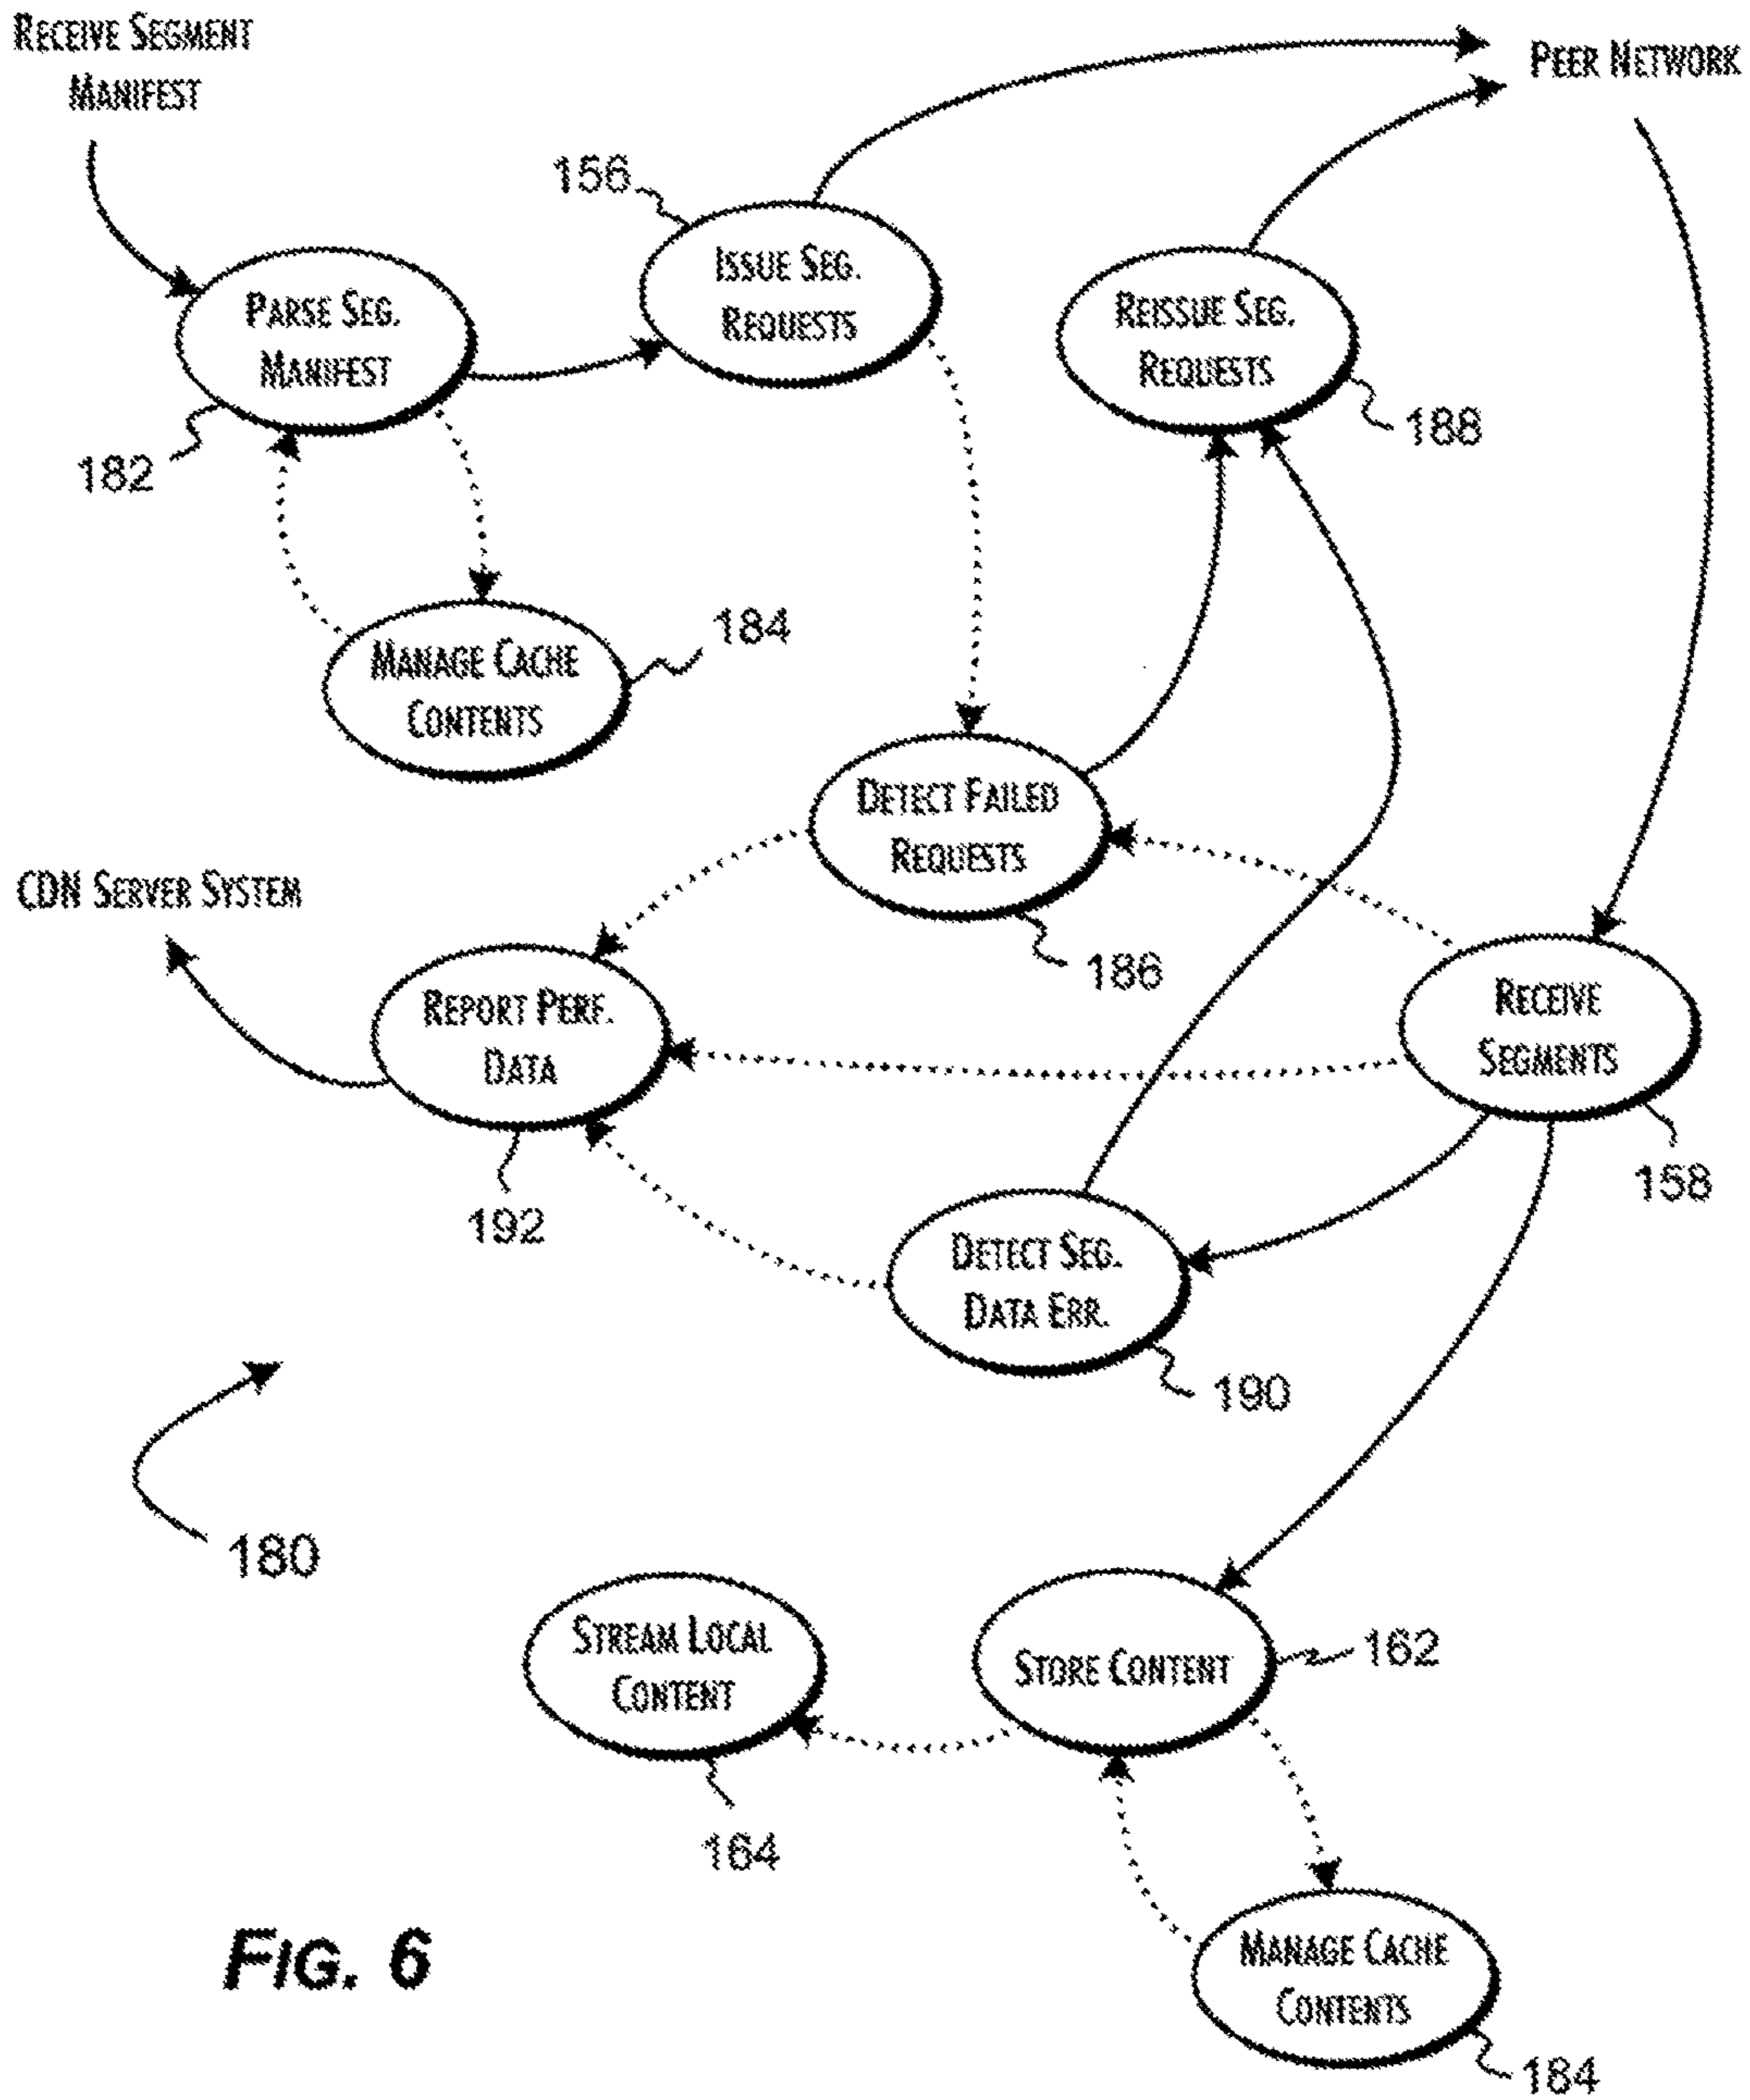 RECEIVE SEGMENT
MANIFEST
PEER NETWORK
156
ISSUE SEG.
REQUESTS
PARSE SEG.
MANIFEST
REISSUE SEG.
REQUESTS
182
188
184
MANAGE CACHE
CONTENTS
DETECT FAILED
REQUESTS
CDN SERVER SYSTEM
186
REPORT PERF.
DATA
RECEIVE
SEGMENTS
158
192
DETECT SEG.
DATA ERR.
190
180
STREAM LOCAL
CONTENT
STORE CONTENT
162
164
MANAGE CACHE
CONTENTS
184
FIG. 6